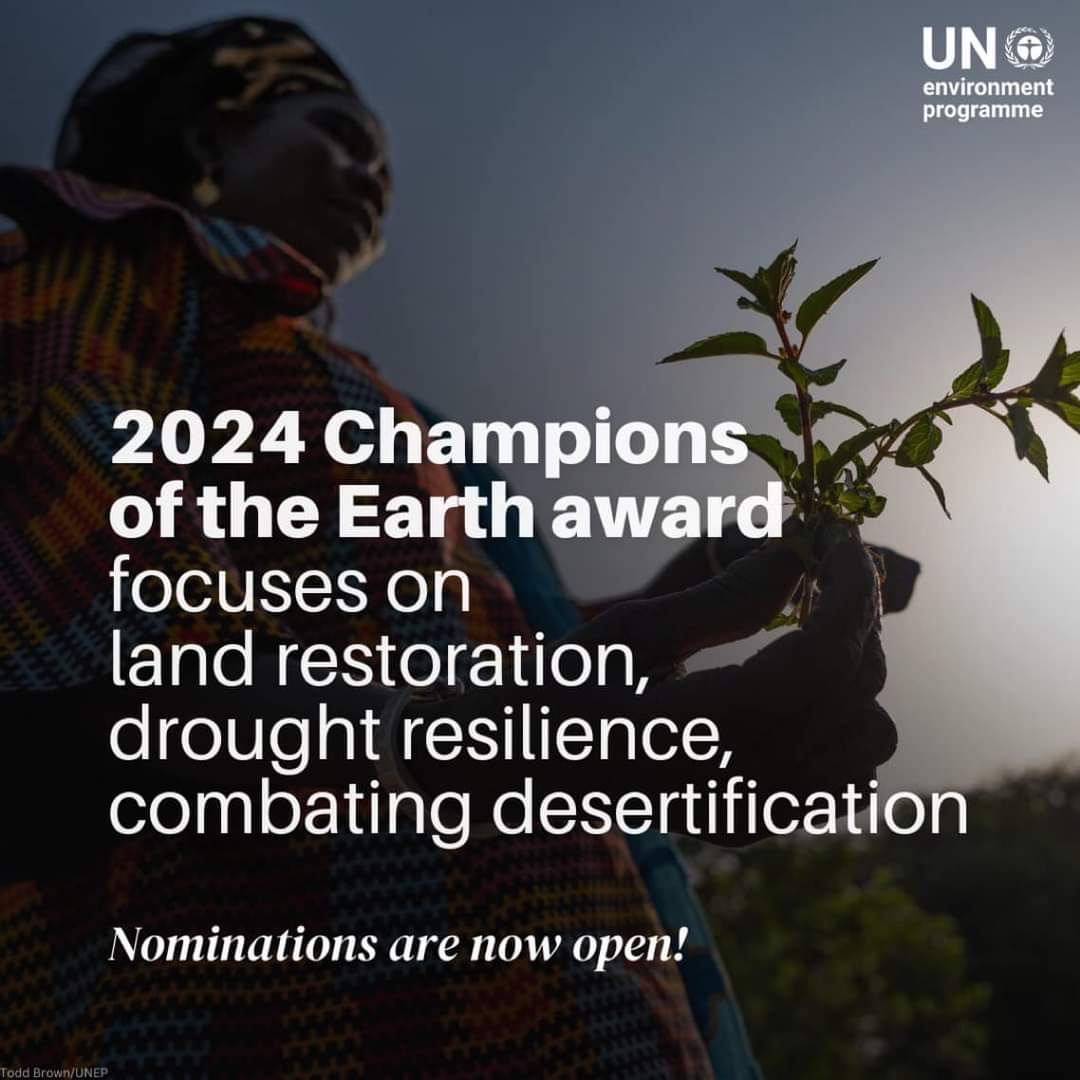 UN
environment
programme
2024 Champions
of the Earth award
focuses on
land restoration,
drought resilience,
combating desertification
Nominations are now open!
Todd Brown/UNEP